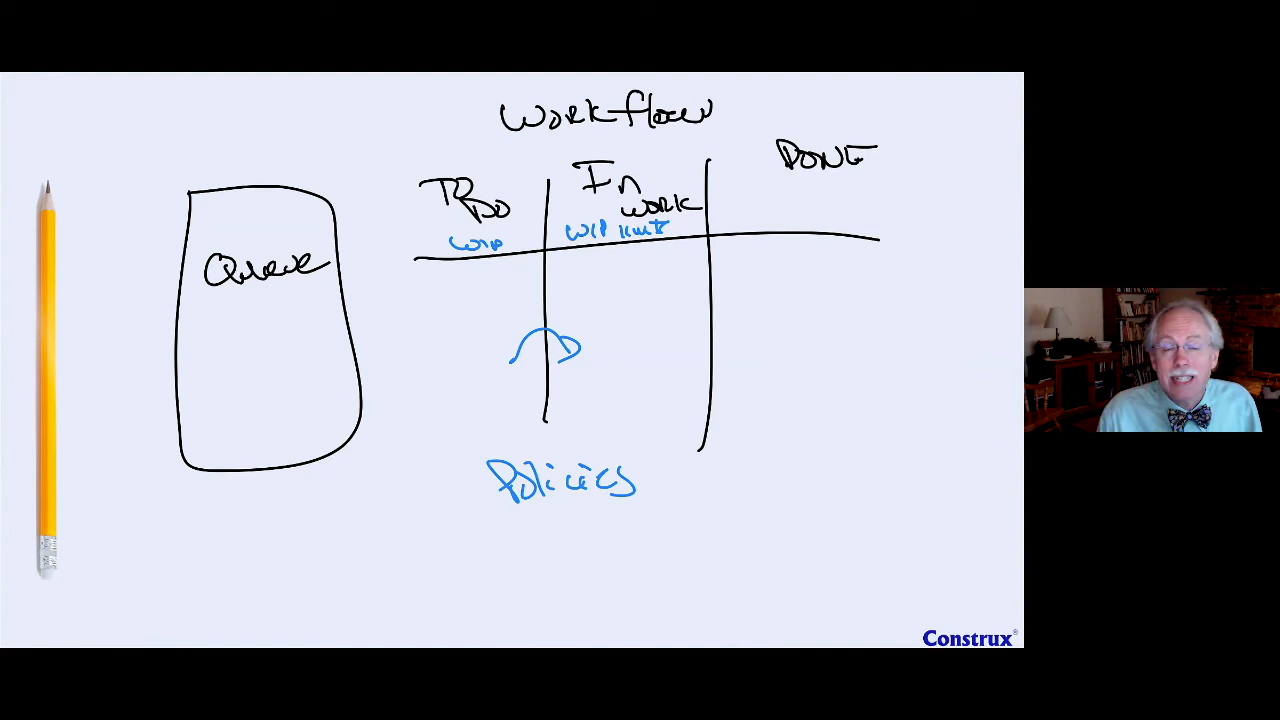 Workflow
To Do
In work
DONE
WIP
WIP limit
Queue
Policies
Construx®